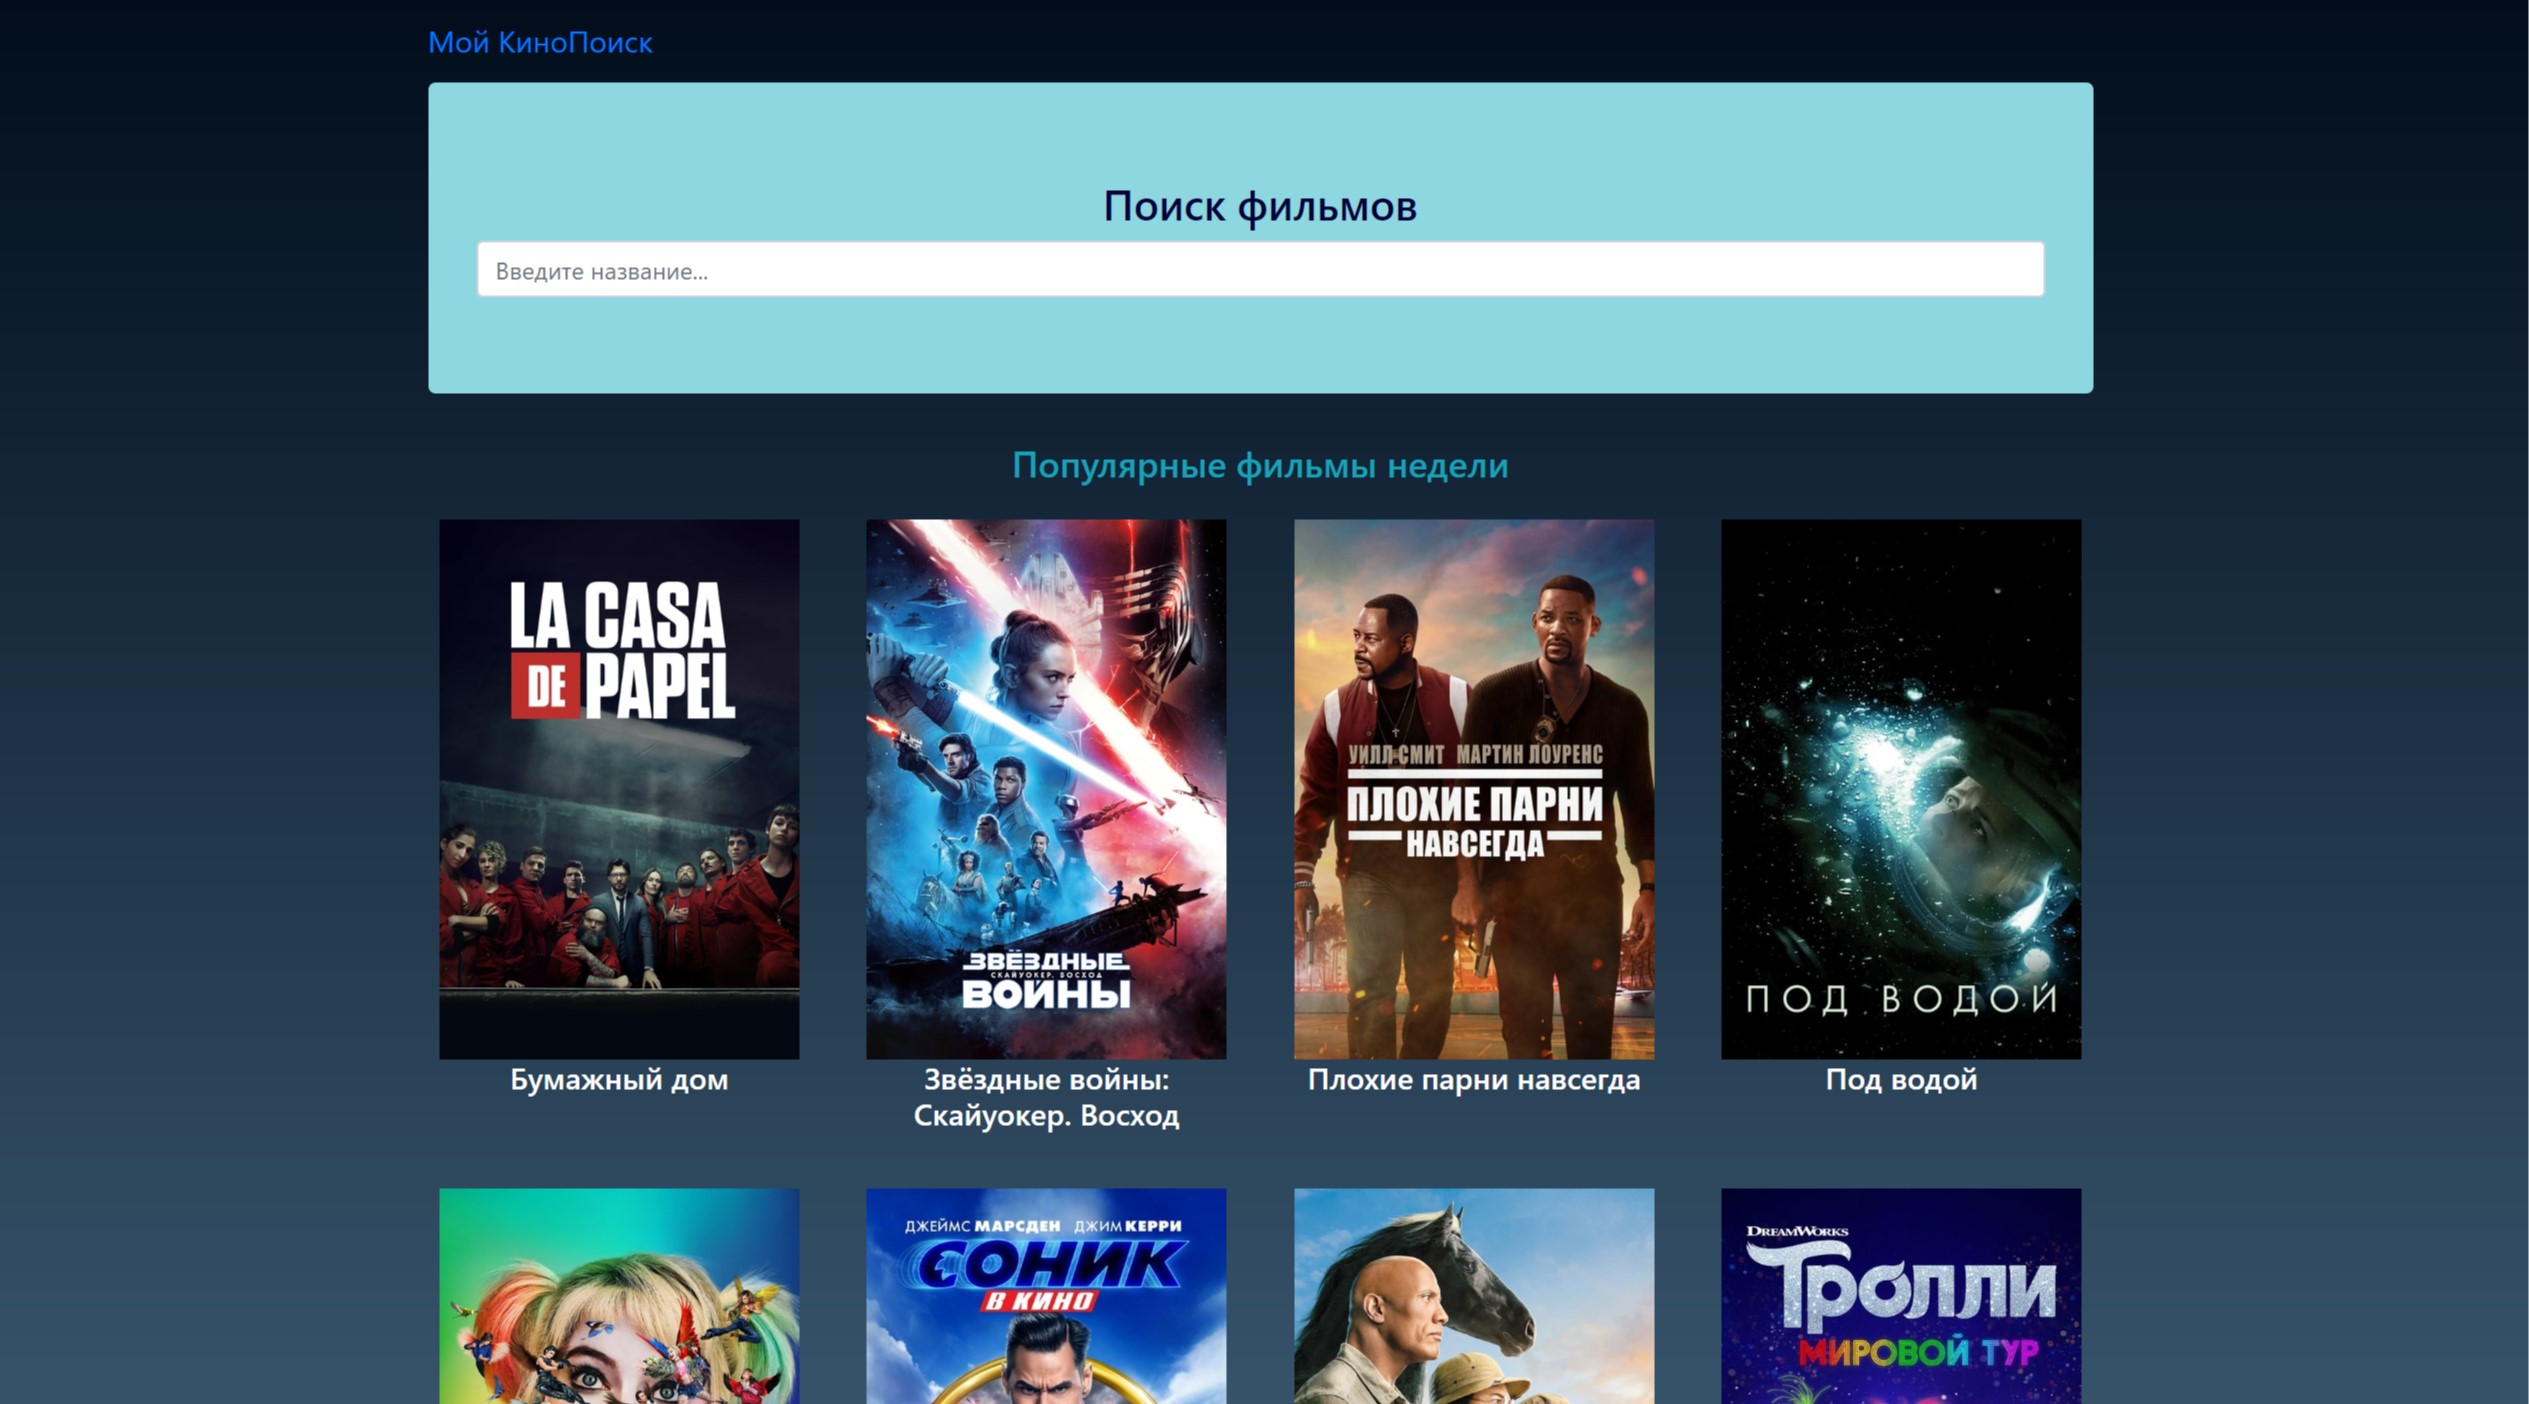 Мой КиноПоиск
Поиск фильмов
Введите название...
Популярные фильмы недели
LA CASA
DE PAPEL
Бумажный дом
ЗВЁЗДНЫЕ
СКАЙУОКЕР. ВОСХОД
ВОЙНЫ
Звёздные войны:
Скайуокер. Восход
УИЛЛ СМИТ МАРТИН ЛОУРЕНС
ПЛОХИЕ ПАРНИ
НАВСЕГДА
Плохие парни навсегда
ПОД ВОДОЙ
Под водой
ДЖЕЙМС МАРСДЕН ДЖИМ КЕРРИ
СОНИК
В КИНО
DREAMWORKS
Тролли
МИРОВОЙ ТУР